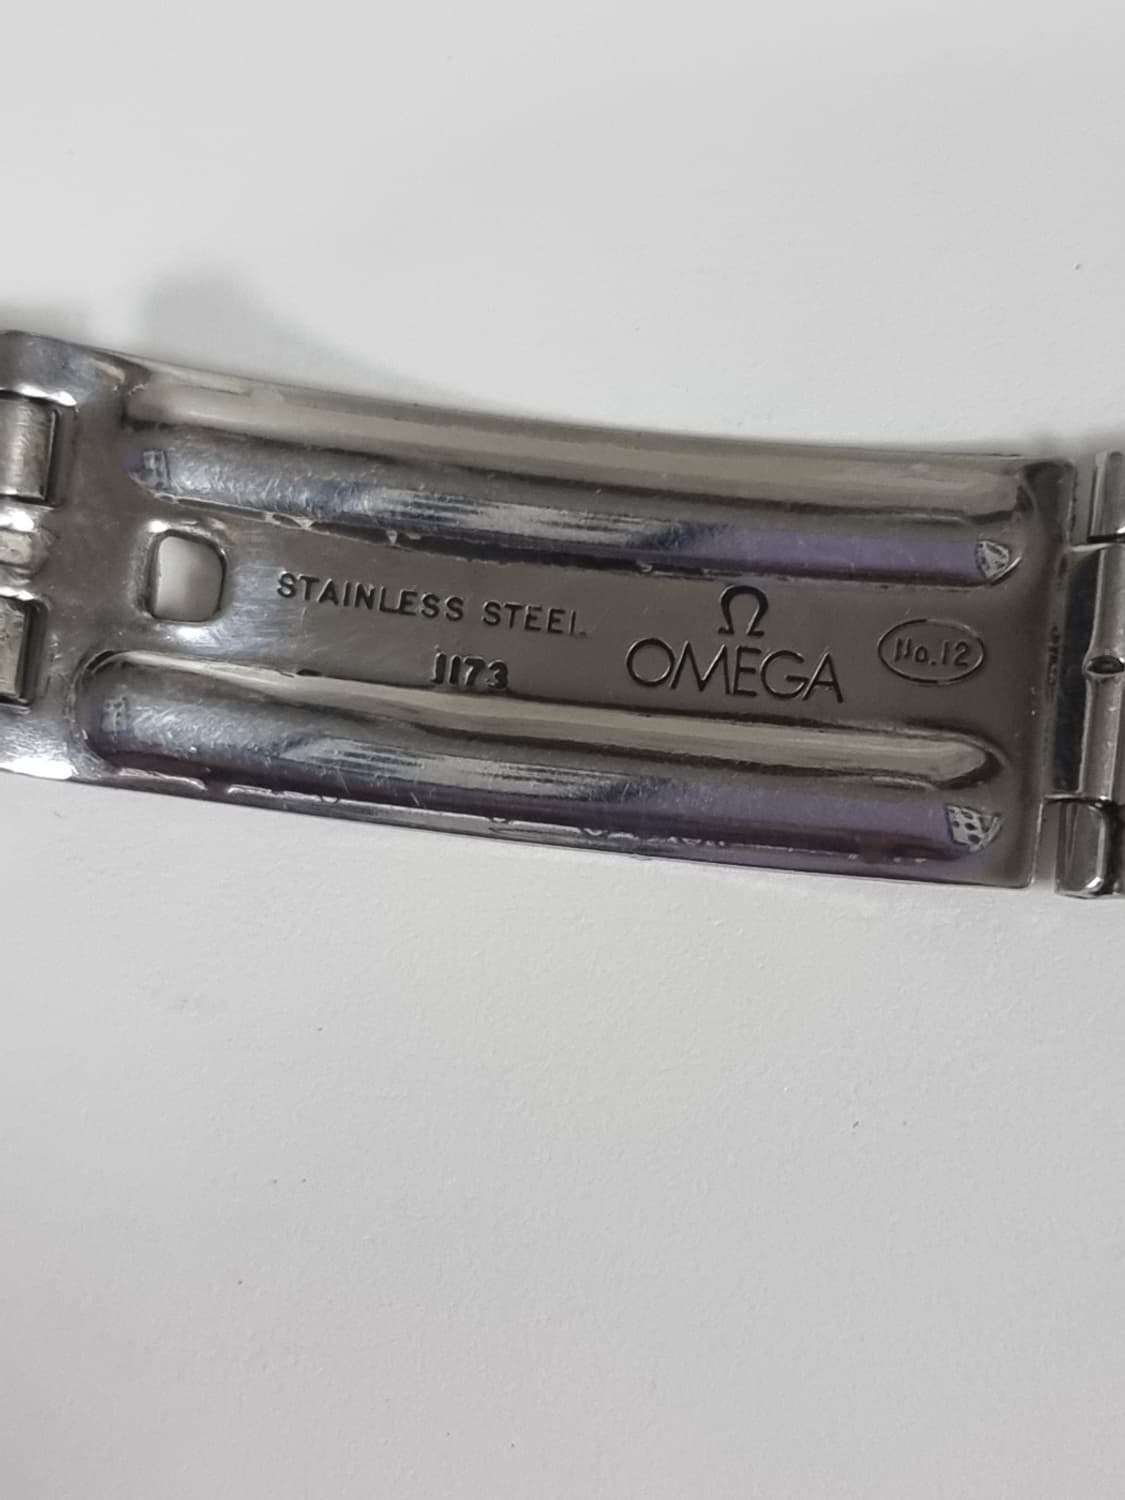 STAINLESS STEEL
1173
Ω
OMEGA
No.12